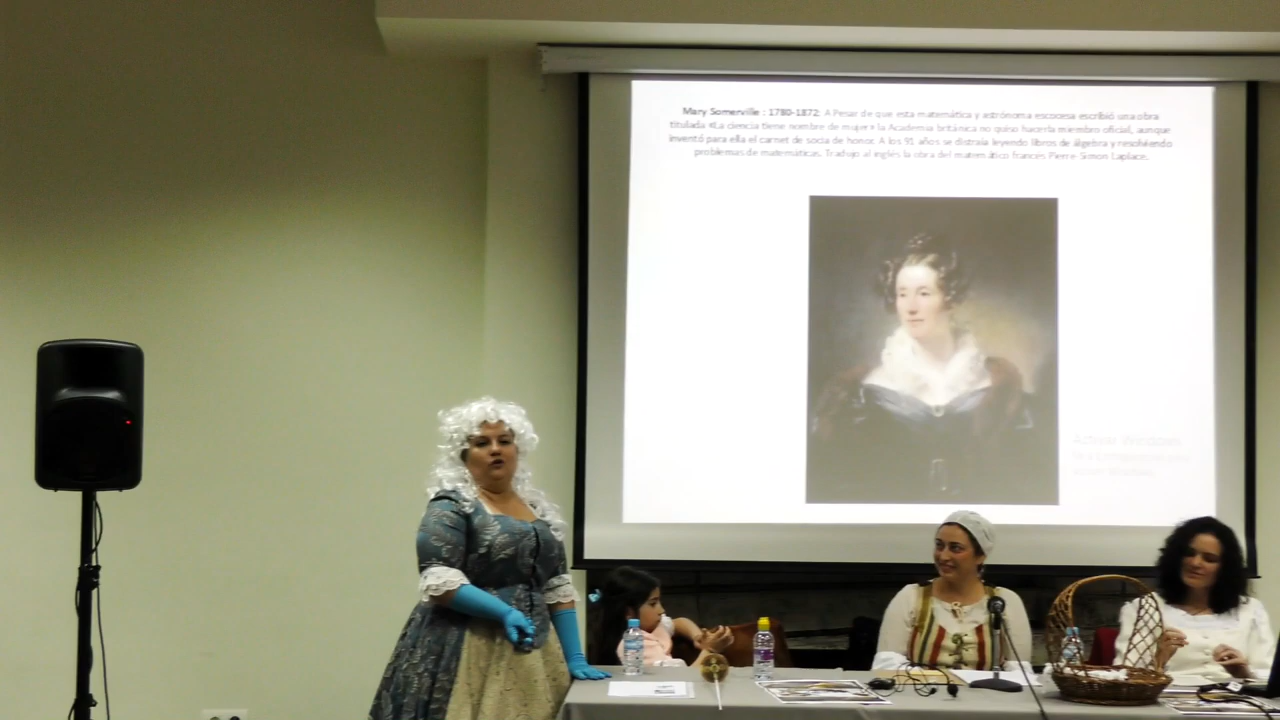 Mary Somerville : 1780-1872: A Pesar de que esta matemática y astrónoma escocesa escribió una obra
titulada «La ciencia tiene nombre de mujer» la Academia británica no quiso hacerla miembro oficial, aunque
inventó para ella el carnet de socia de honor. A los 91 años se distraía leyendo libros de álgebra y resolviendo
problemas de matemáticas. Tradujo al inglés la obra del matemático francés Pierre Simon Laplace.
Activar Windows